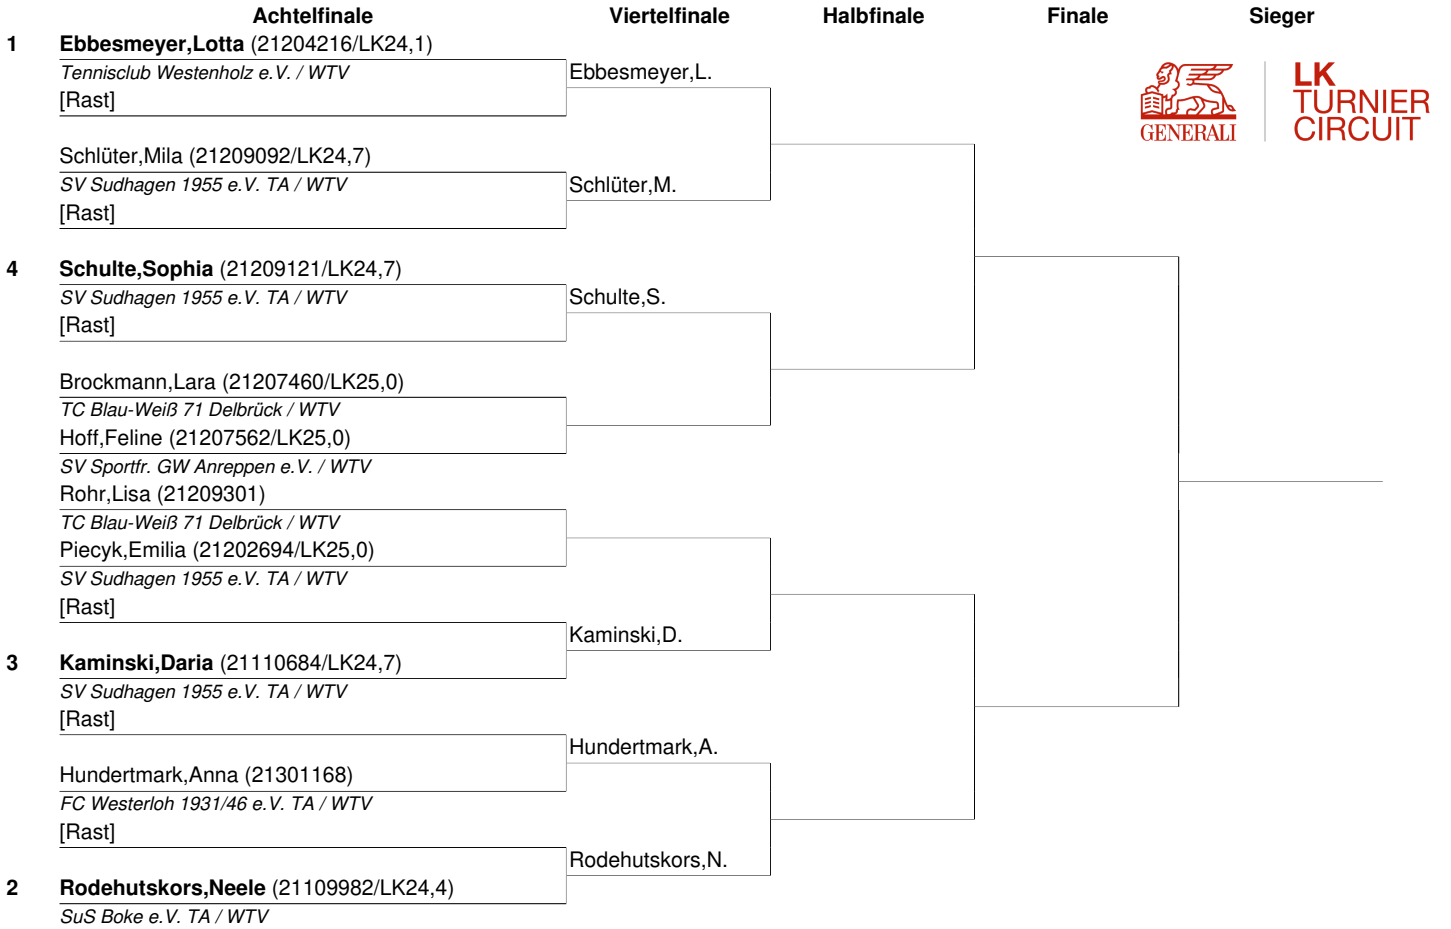 Achtelfinale Viertelfinale Halbfinale Finale Sieger
1 Ebbesmeyer,Lotta (21204216/LK24,1)
Tennisclub Westenholz e.V. / WTV
Ebbesmeyer,L.
[Rast]
GENERALI
LK
TURNIER
CIRCUIT
Schlüter,Mila (21209092/LK24,7)
SV Sudhagen 1955 e.V. TA / WTV
Schlüter,M.
[Rast]
4 Schulte,Sophia (21209121/LK24,7)
SV Sudhagen 1955 e.V. TA / WTV
Schulte,S.
[Rast]
Brockmann,Lara (21207460/LK25,0)
TC Blau-Weiß 71 Delbrück / WTV
Hoff,Feline (21207562/LK25,0)
SV Sportfr. GW Anreppen e.V. / WTV
Rohr,Lisa (21209301)
TC Blau-Weiß 71 Delbrück / WTV
Piecyk,Emilia (21202694/LK25,0)
SV Sudhagen 1955 e.V. TA / WTV
[Rast]
Kaminski,D.
3 Kaminski,Daria (21110684/LK24,7)
SV Sudhagen 1955 e.V. TA / WTV
[Rast]
Hundertmark,A.
Hundertmark,Anna (21301168)
FC Westerloh 1931/46 e.V. TA / WTV
[Rast]
Rodehutskors,N.
2 Rodehutskors,Neele (21109982/LK24,4)
SuS Boke e.V. TA / WTV